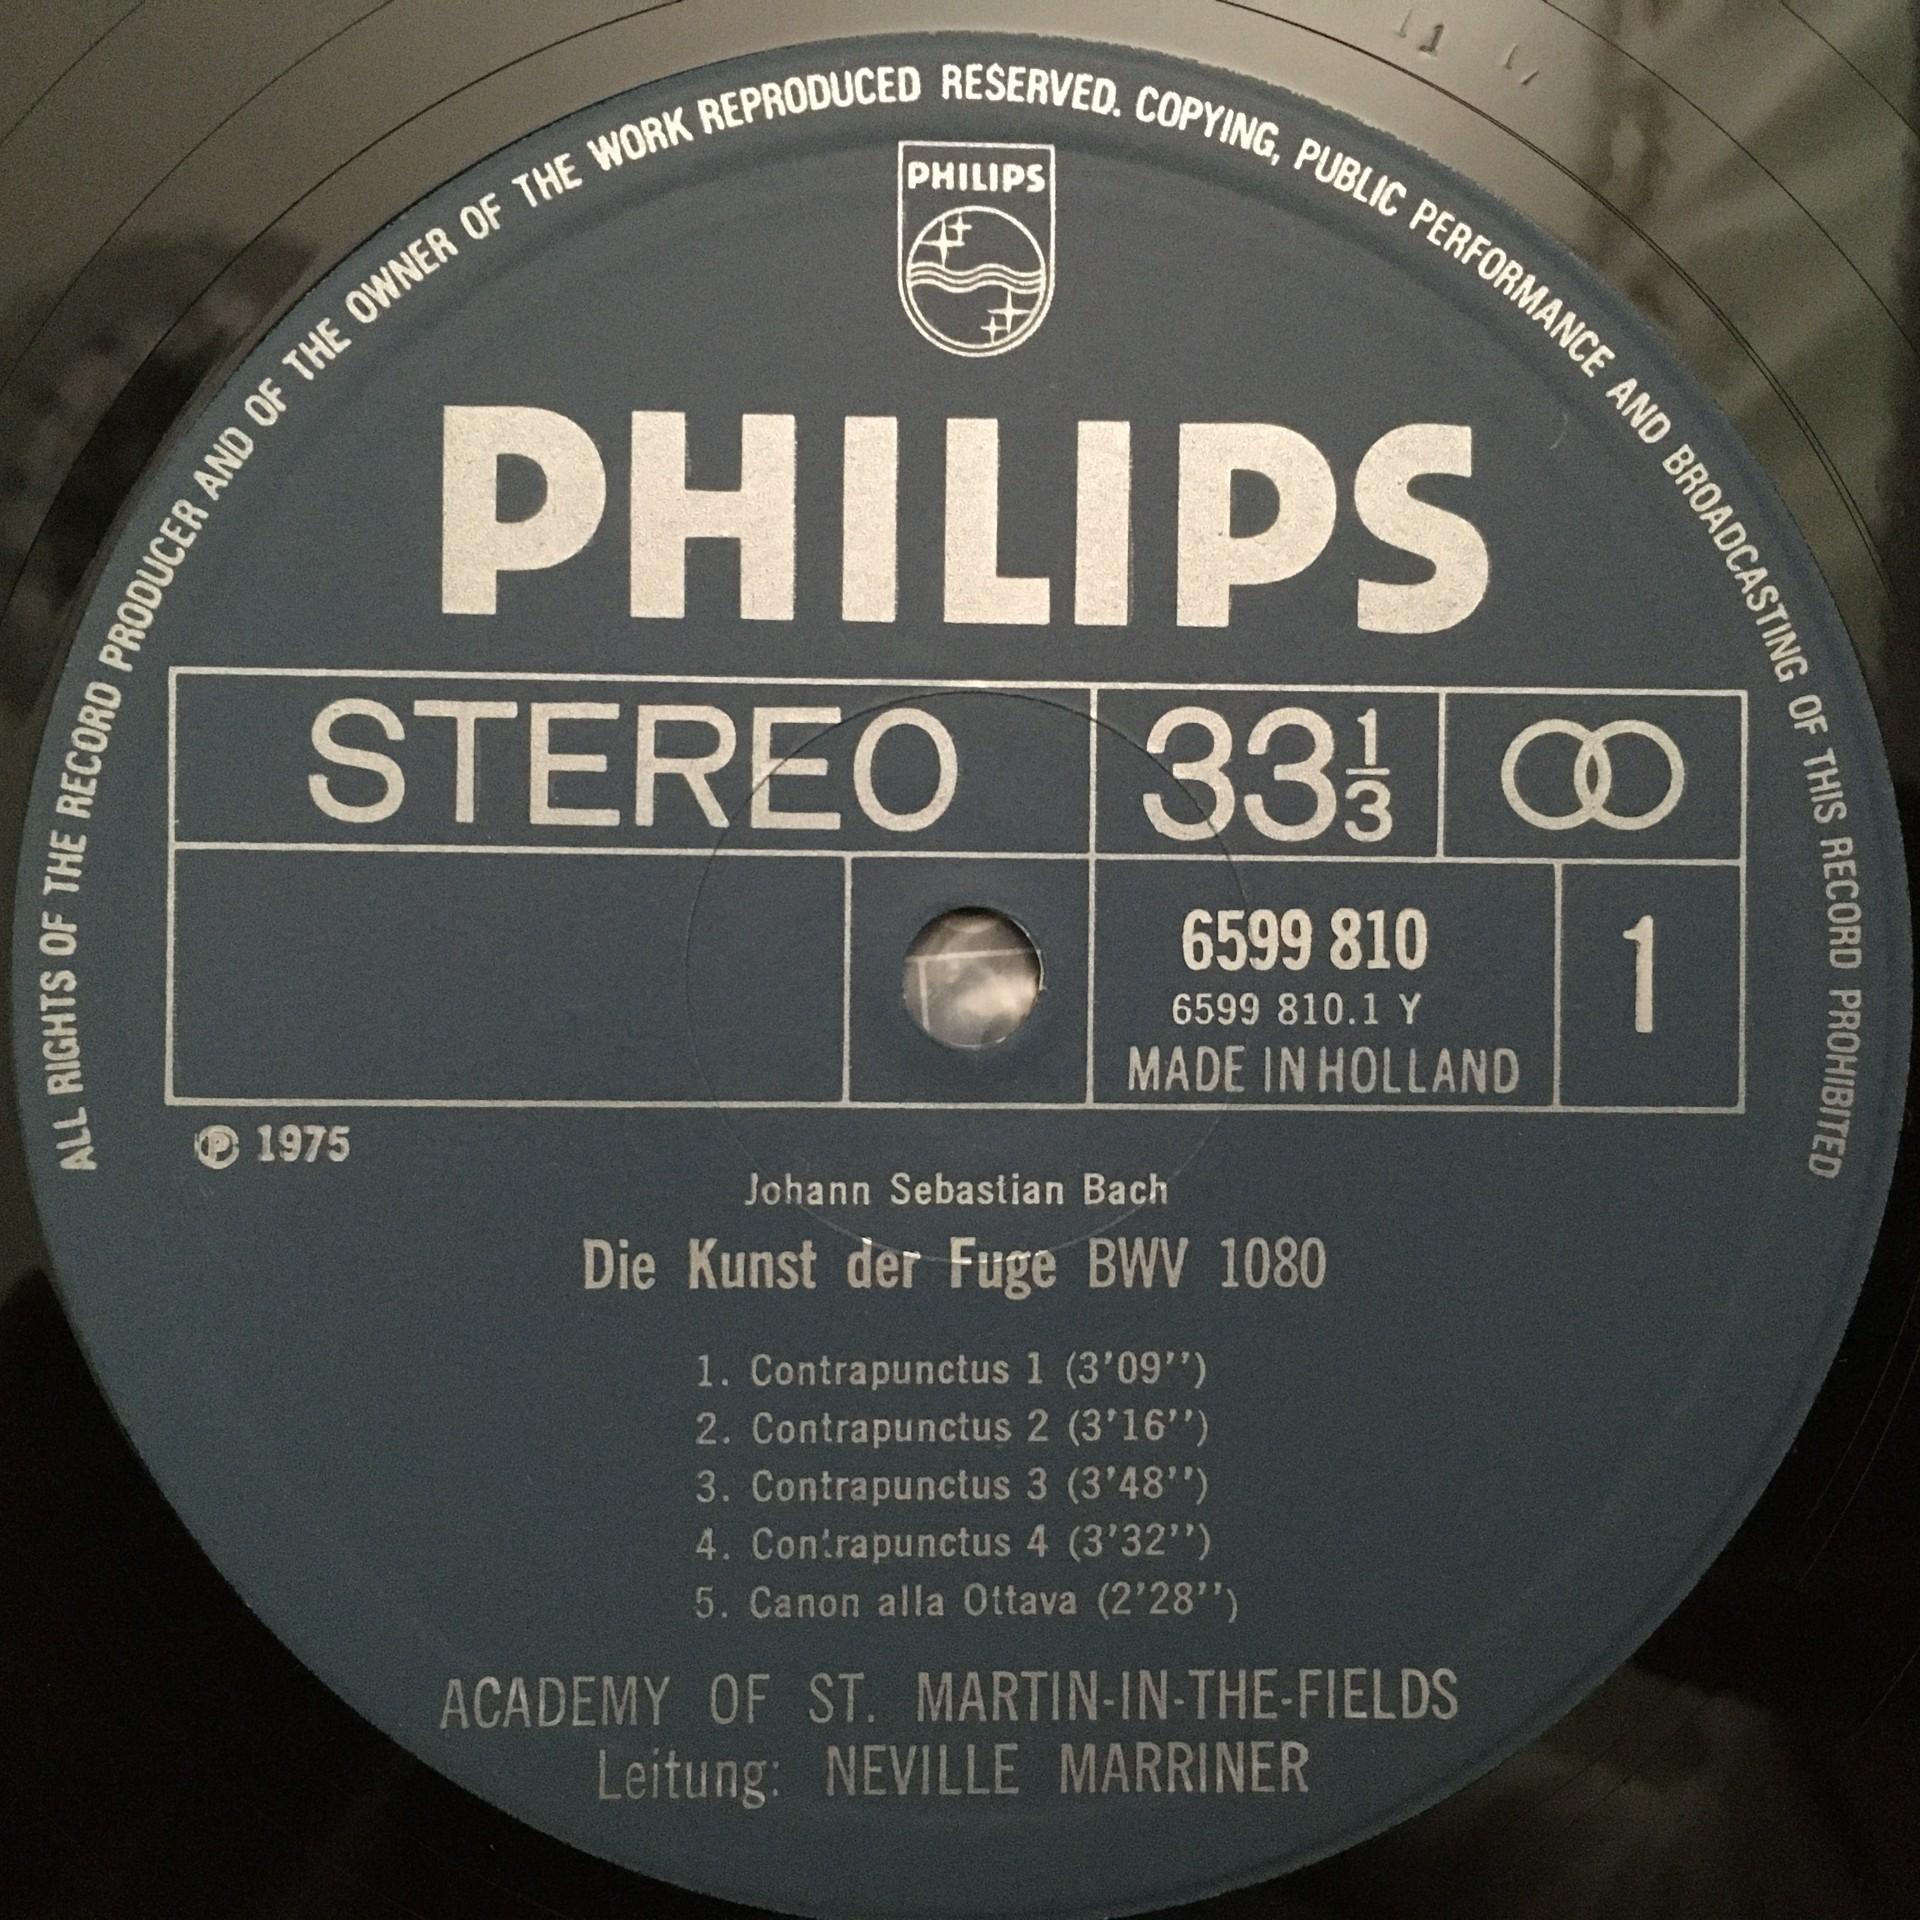 ALL RIGHTS OF THE RECORD PRODUCER AND OF THE OWNER OF THE WORK REPRODUCED RESERVED. COPYING, PUBLIC PERFORMANCE AND BROADCASTING OF THIS RECORD PROHIBITED
PHILIPS
PHILIPS
STEREO 33 1/3
6599 810 1
6599 810.1 Y
MADE IN HOLLAND
℗ 1975
Johann Sebastian Bach
Die Kunst der Fuge BWV 1080
1. Contrapunctus 1 (3'09'')
2. Contrapunctus 2 (3'16'')
3. Contrapunctus 3 (3'48'')
4. Contrapunctus 4 (3'32'')
5. Canon alla Ottava (2'28'')
ACADEMY OF ST. MARTIN-IN-THE-FIELDS
Leitung: NEVILLE MARRINER